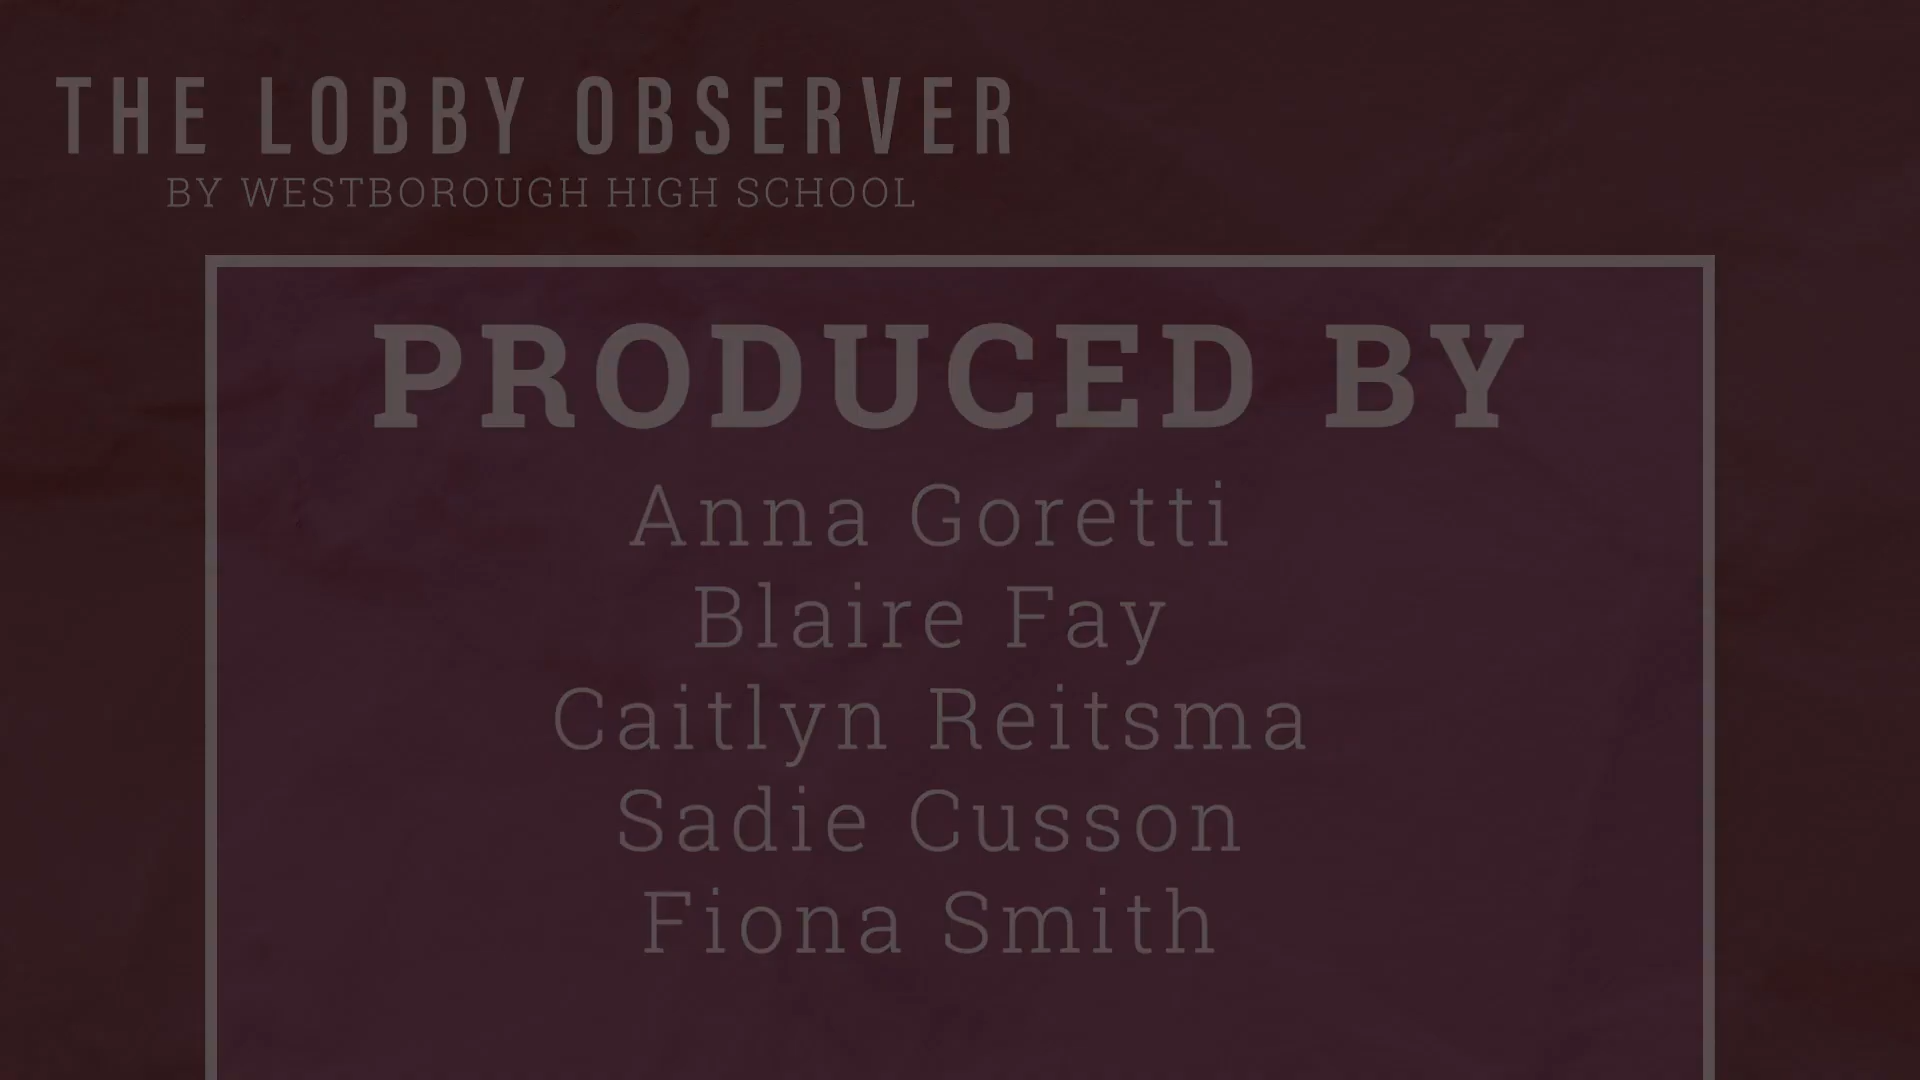 THE LOBBY OBSERVER
BY WESTBOROUGH HIGH SCHOOL
PRODUCED BY
Anna Goretti
Blaire Fay
Caitlyn Reitsma
Sadie Cusson
Fiona Smith